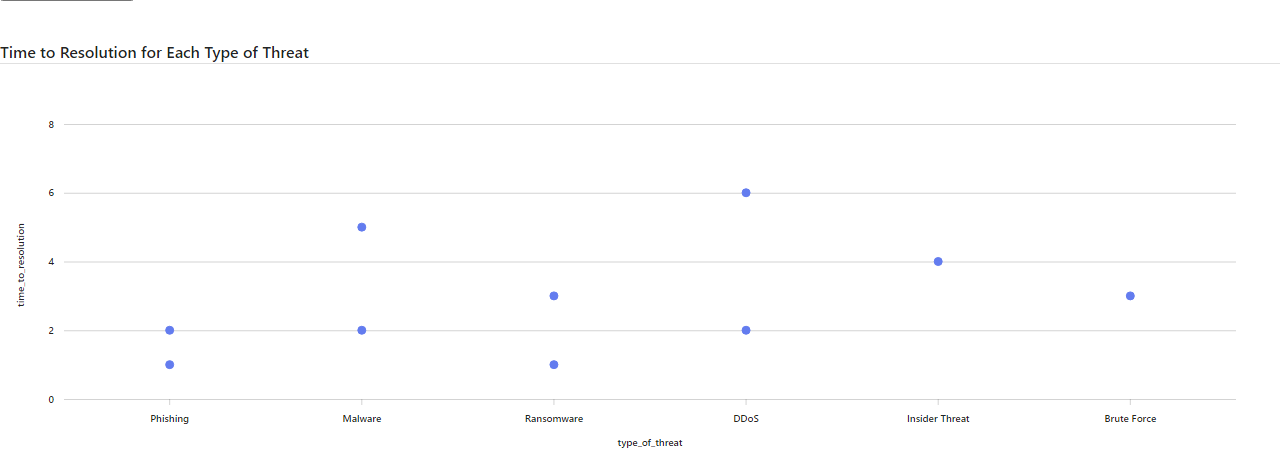 Time to Resolution for Each Type of Threat
8
6
4
2
0
time_to_resolution
Phishing
Malware
Ransomware
DDoS
Insider Threat
Brute Force
type_of_threat